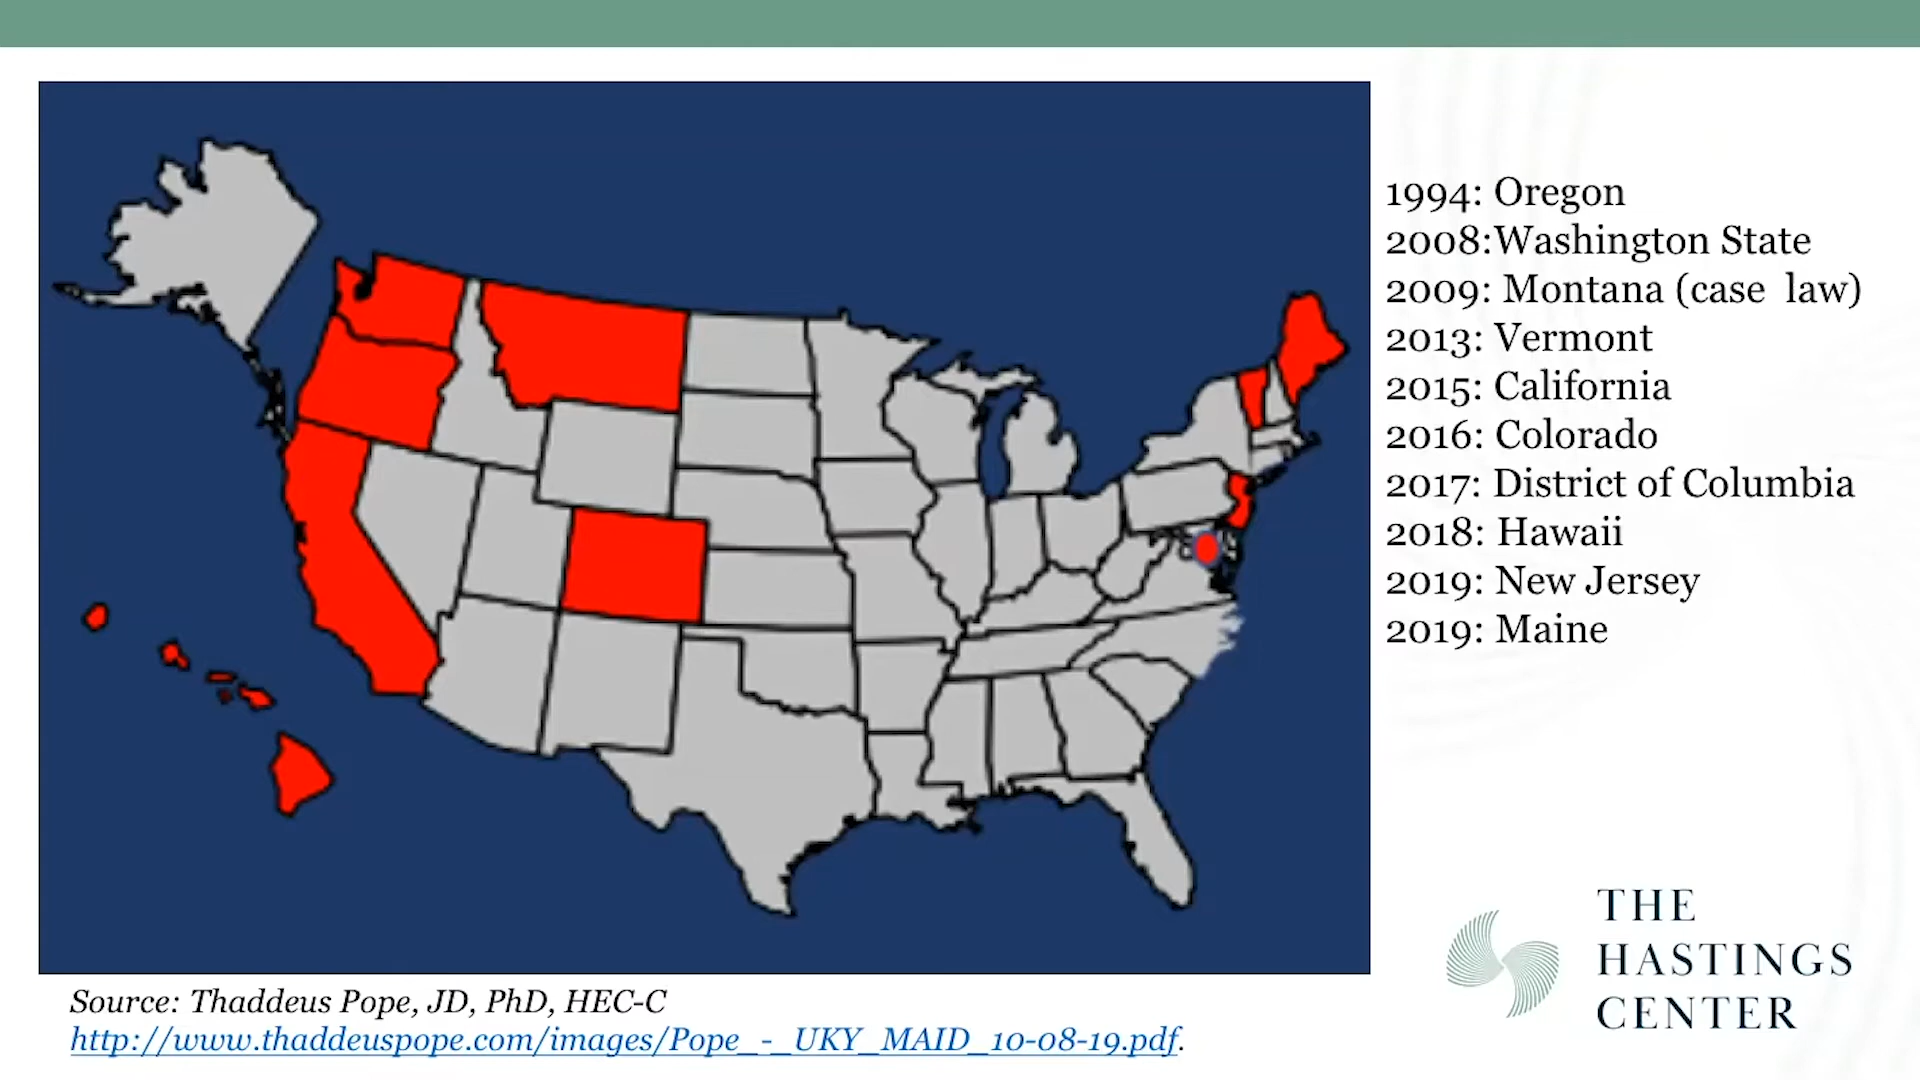 1994: Oregon
2008:Washington State
2009: Montana (case  law)
2013: Vermont
2015: California
2016: Colorado
2017: District of Columbia
2018: Hawaii
2019: New Jersey
2019: Maine
Source: Thaddeus Pope, JD, PhD, HEC-C
http://www.thaddeuspope.com/images/Pope_-_UKY_MAID_10-08-19.pdf.
THE
HASTINGS
CENTER